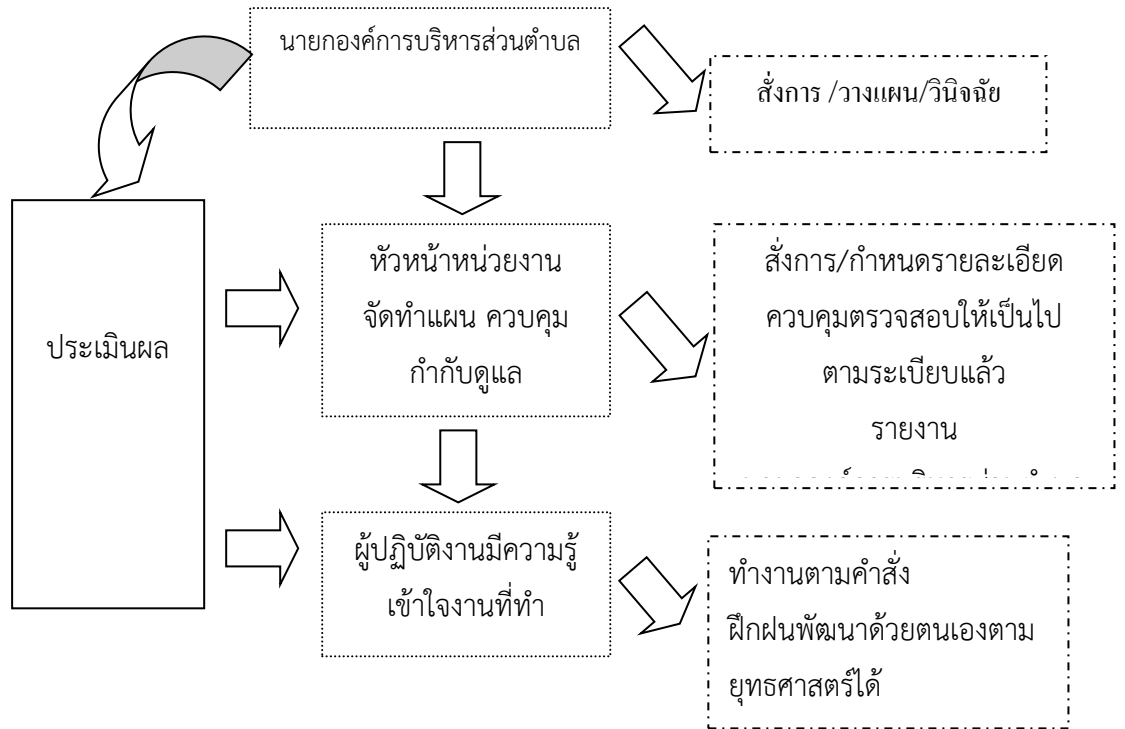 นายกองค์การบริหารส่วนตำบล
สั่งการ /วางแผน/วินิจฉัย
ประเมินผล
หัวหน้าหน่วยงาน
จัดทำแผน ควบคุม
กำกับดูแล
สั่งการ/กำหนดรายละเอียด
ควบคุมตรวจสอบให้เป็นไป
ตามระเบียบแล้ว
รายงาน
ผู้ปฏิบัติงานมีความรู้
เข้าใจงานที่ทำ
ทำงานตามคำสั่ง
ฝึกฝนพัฒนาด้วยตนเองตาม
ยุทธศาสตร์ได้